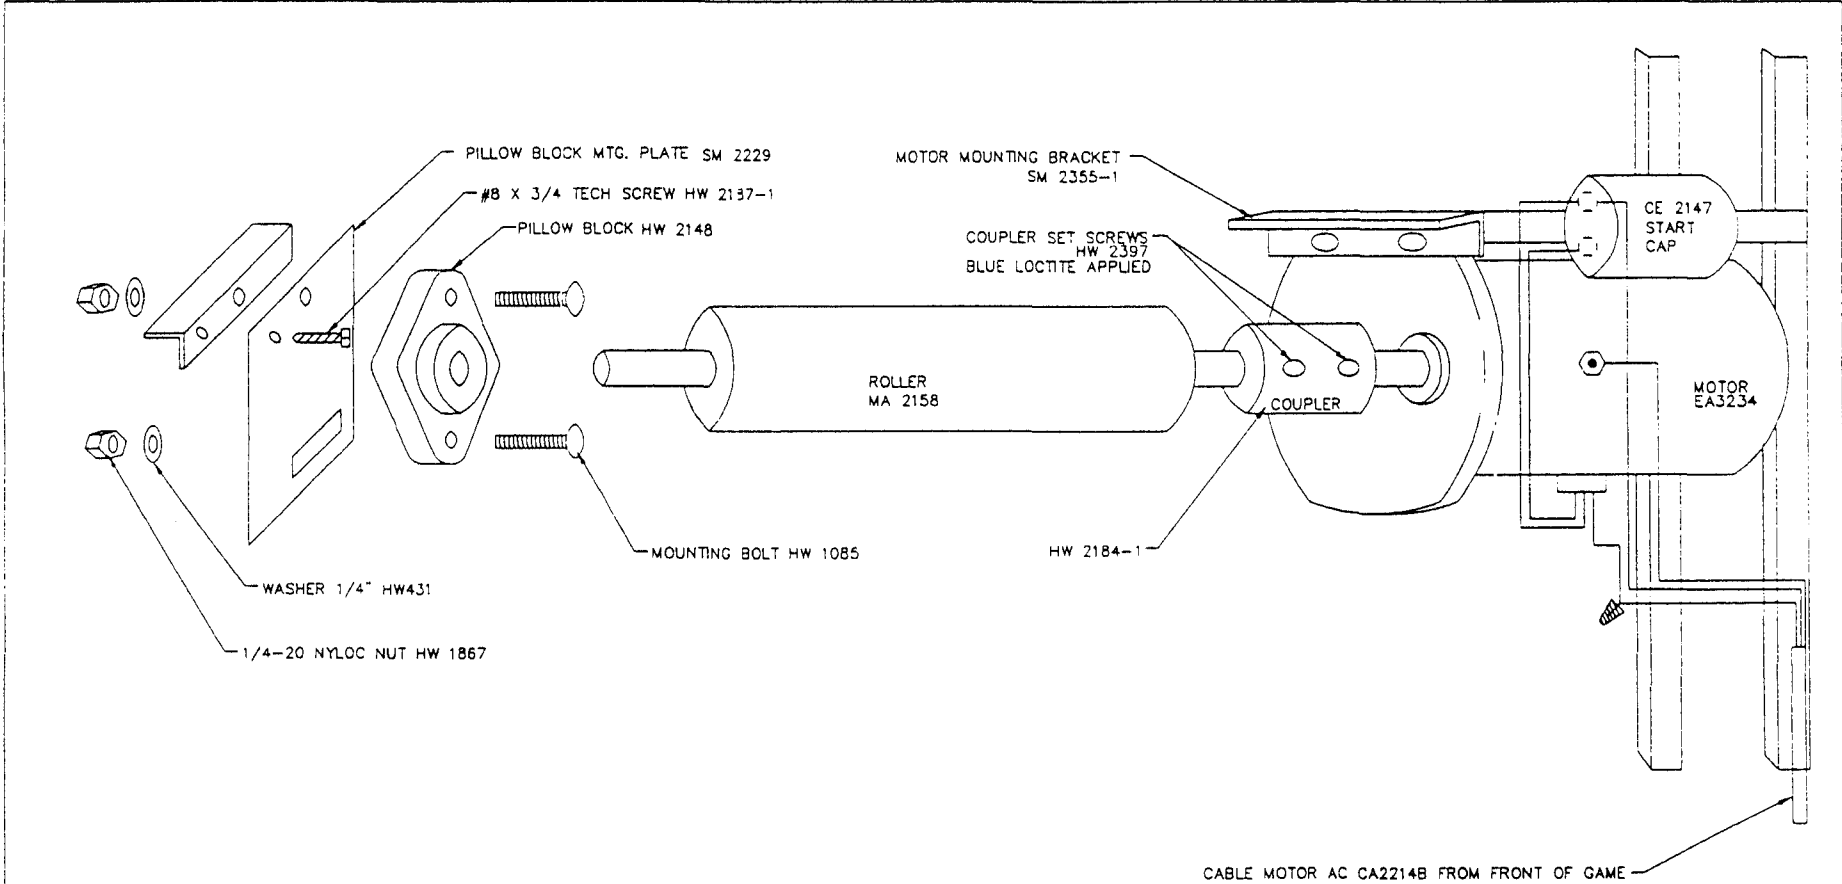 PILLOW BLOCK MTG. PLATE SM 2229
#8 X 3/4 TECH SCREW HW 2137-1
PILLOW BLOCK HW 2148
MOTOR MOUNTING BRACKET
SM 2355-1
COUPLER SET SCREWS
HW 2397
BLUE LOCTITE APPLIED
CE 2147
START
CAP
ROLLER
MA 2158
COUPLER
MOTOR
EA3234
MOUNTING BOLT HW 1085
HW 2184-1
WASHER 1/4" HW431
1/4-20 NYLOC NUT HW 1867
CABLE MOTOR AC CA2214B FROM FRONT OF GAME